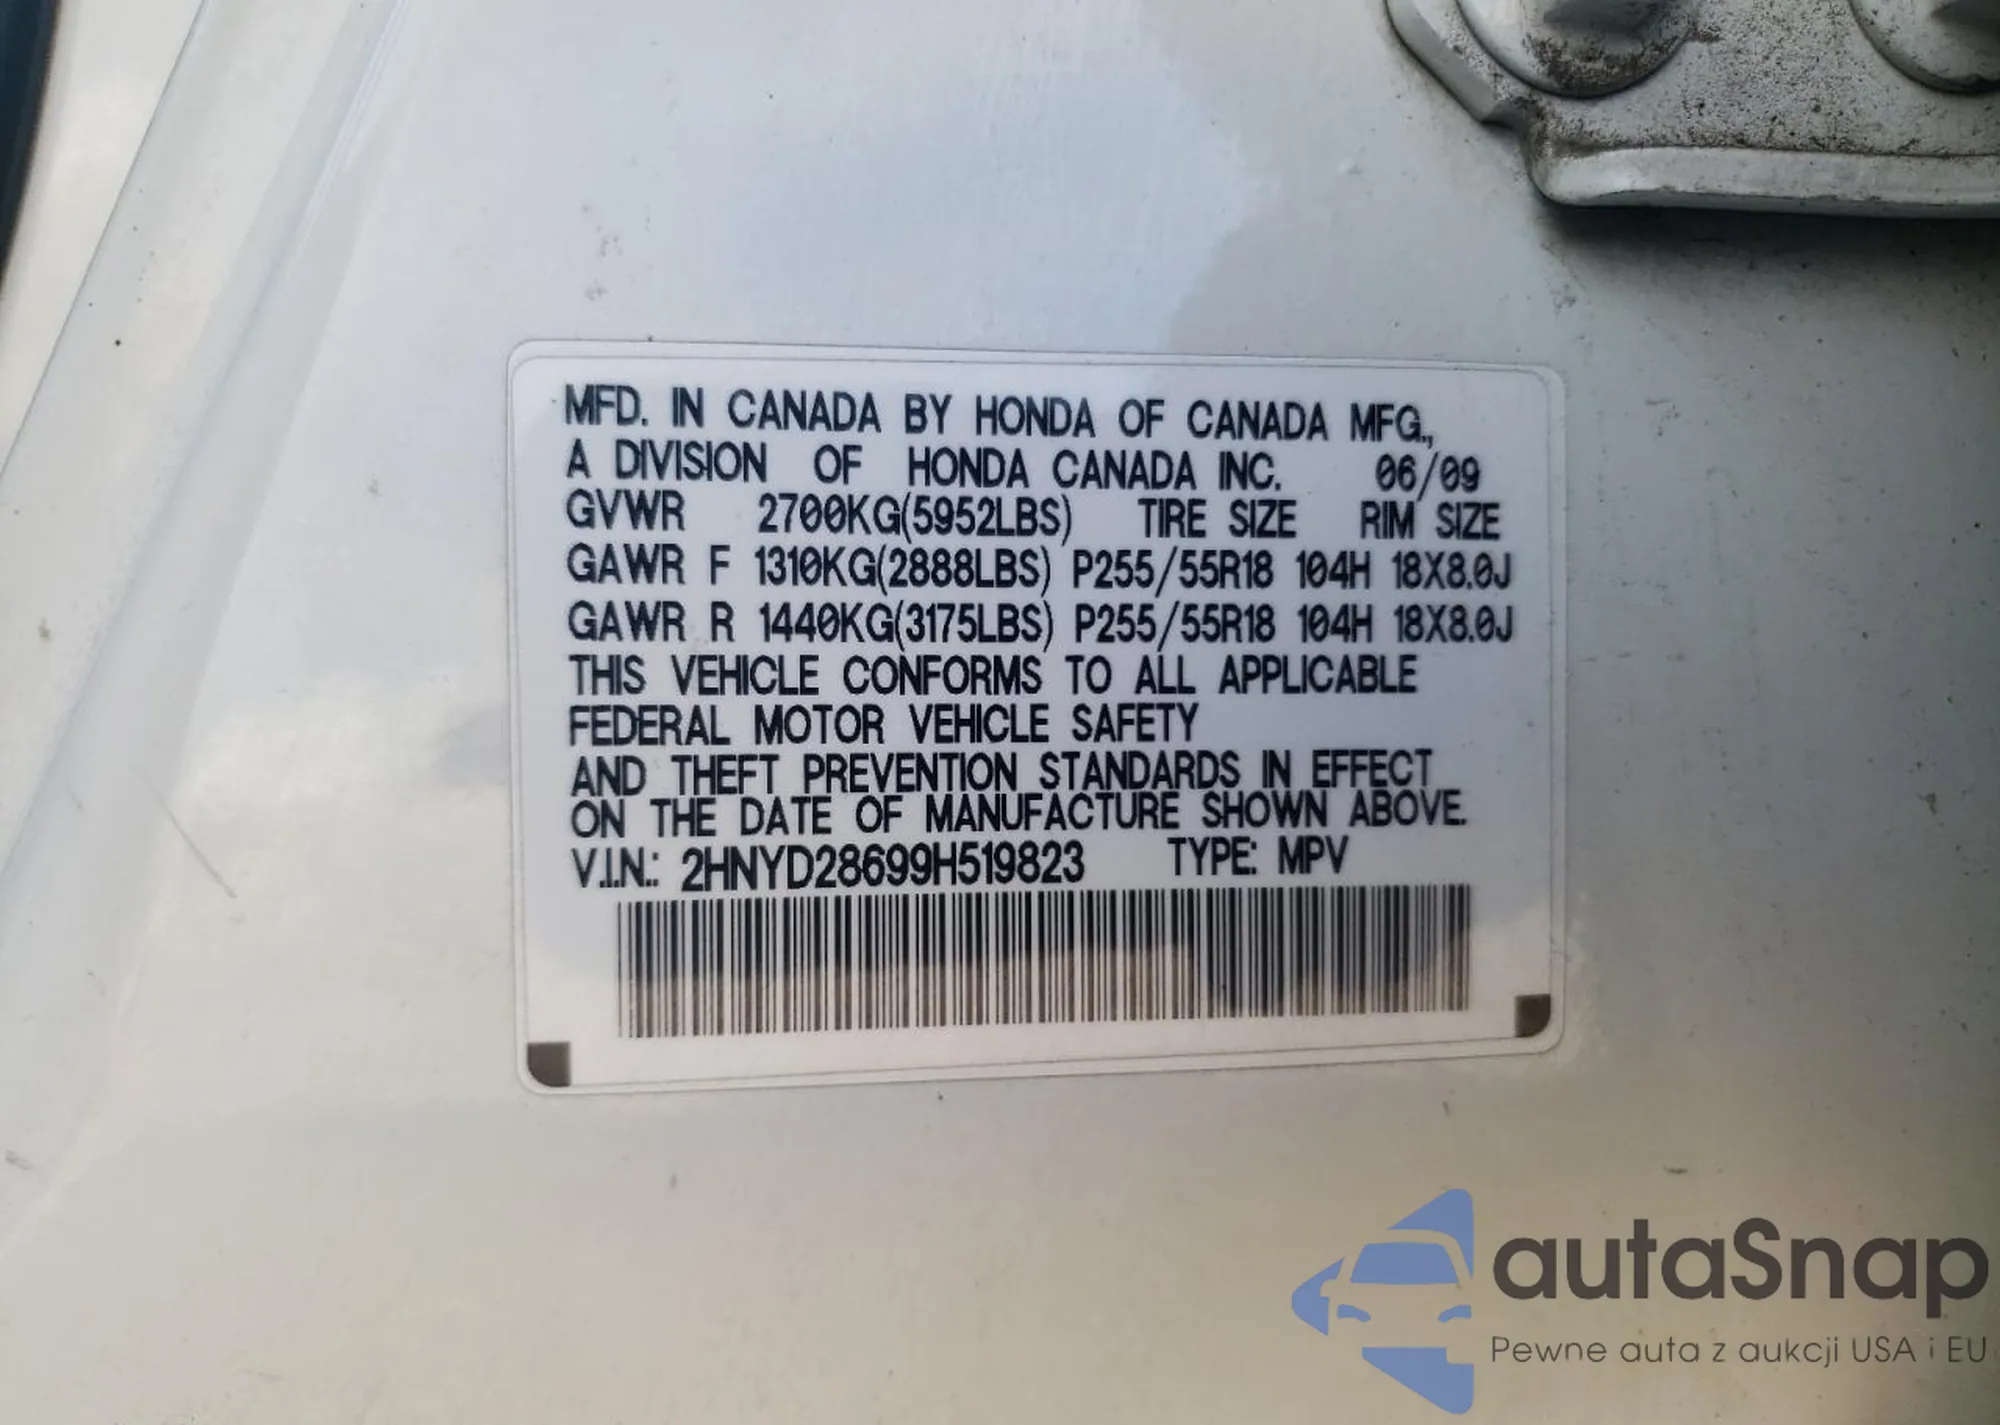 MFD. IN CANADA BY HONDA OF CANADA MFG.,
A DIVISION OF HONDA CANADA INC. 06/09
GVWR 2700KG(5952LBS) TIRE SIZE RIM SIZE
GAWR F 1310KG(2888LBS) P255/55R18 104H 18X8.0J
GAWR R 1440KG(3175LBS) P255/55R18 104H 18X8.0J
THIS VEHICLE CONFORMS TO ALL APPLICABLE
FEDERAL MOTOR VEHICLE SAFETY
AND THEFT PREVENTION STANDARDS IN EFFECT
ON THE DATE OF MANUFACTURE SHOWN ABOVE.
V.I.N.: 2HNYD28699H519823 TYPE: MPV
autaSnap
Pewne auta z aukcji USA i EU